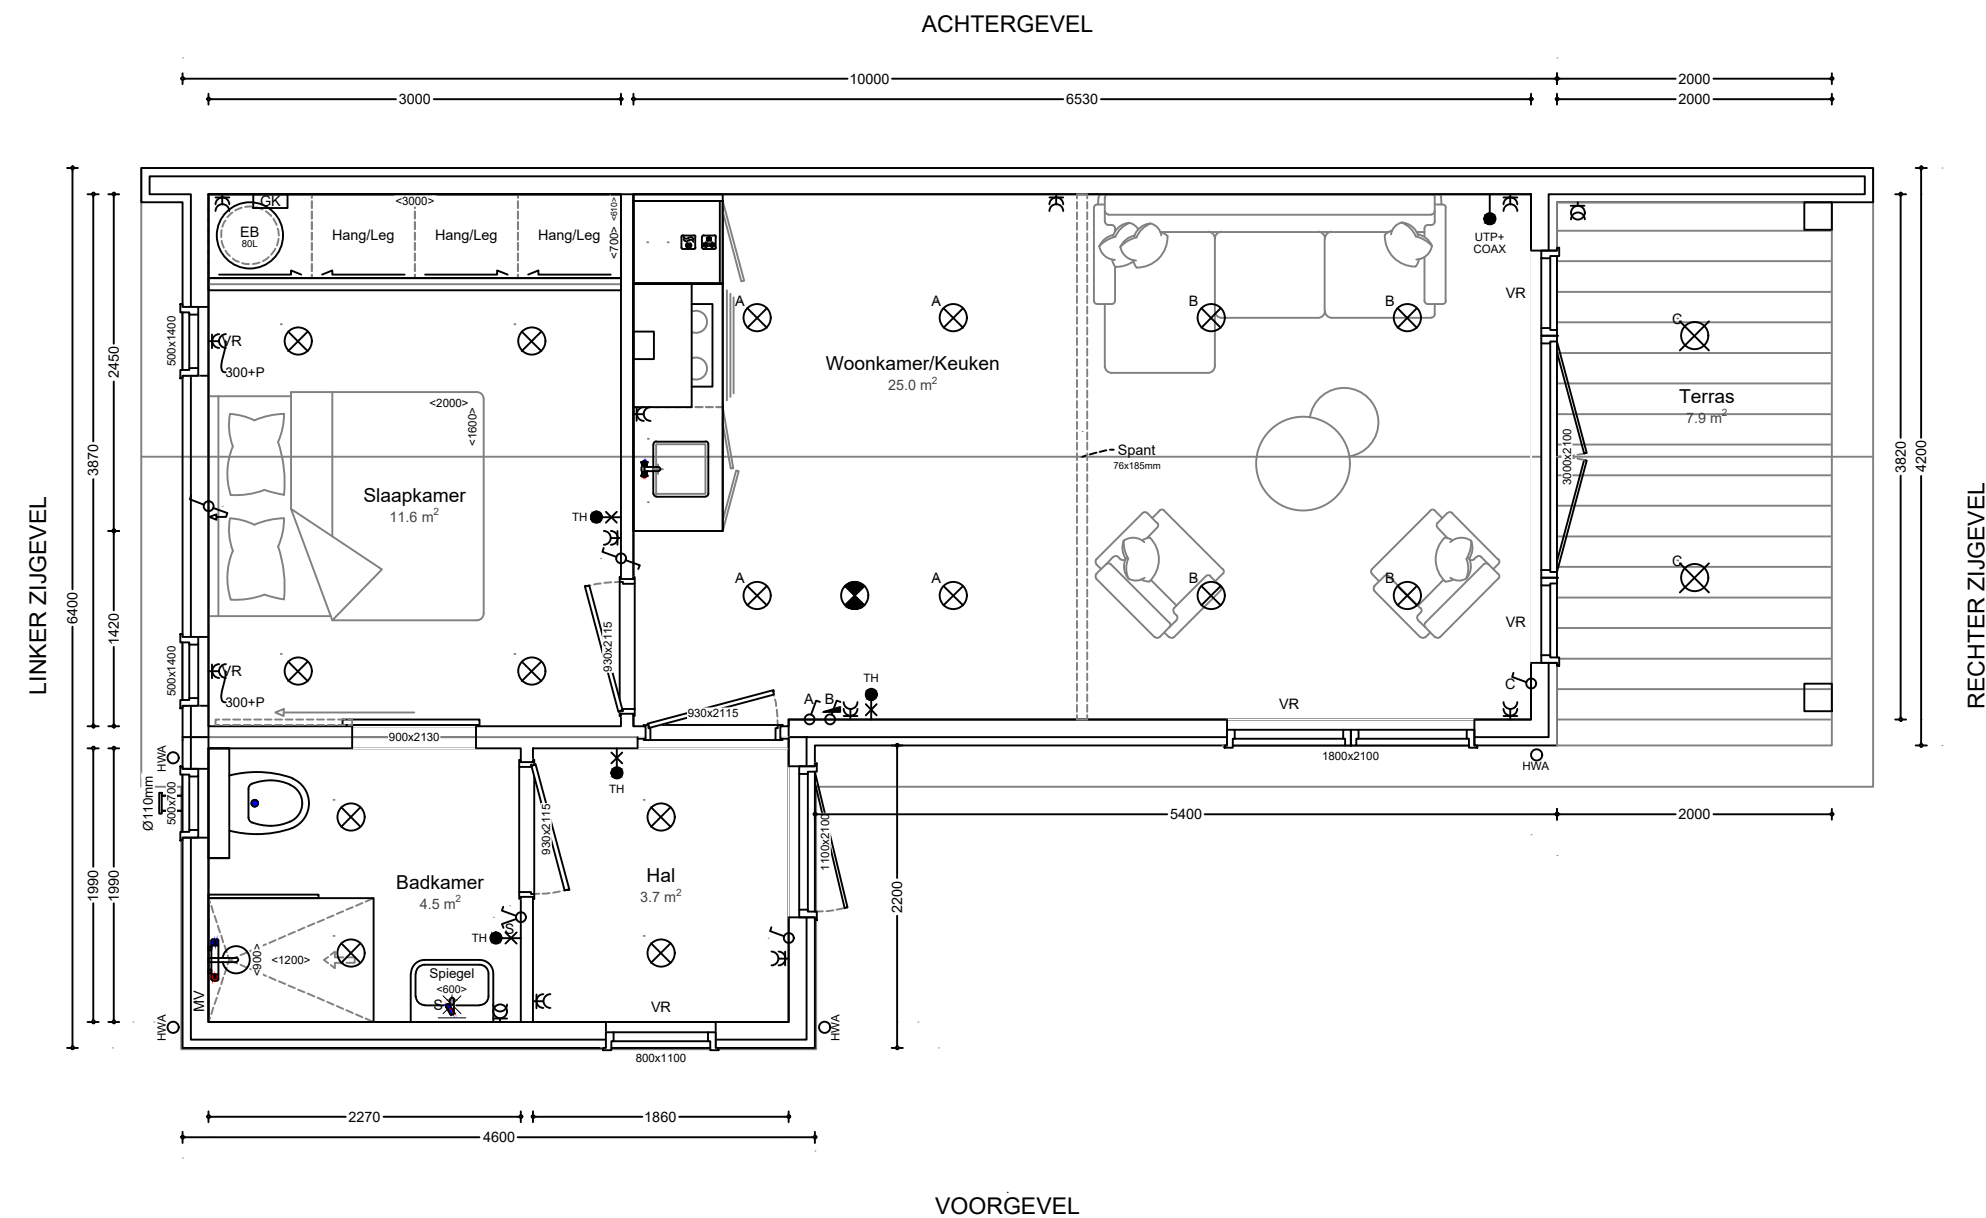 ACHTERGEVEL
10000
2000
3000
6530
2000
GK
<3000>
<610>
EB
80L
Hang/Leg
Hang/Leg
Hang/Leg
<700>
UTP+
COAX
VR
A
A
B
B
C
500x1400
VR
300+P
2450
Woonkamer/Keuken
25.0 m²
Terras
7.9 m²
<2000>
<1600>
3870
Spant
76x185mm
3000x2100
3820
4200
Slaapkamer
11.6 m²
TH
LINKER ZIJGEVEL
RECHTER ZIJGEVEL
6400
1420
A
A
B
B
C
930x2115
VR
500x1400
VR
300+P
TH
A
B
C
930x2115
VR
900x2130
HWA
1800x2100
HWA
TH
Ø110mm
500x700
930x2115
1100x2100
5400
2000
1990
1990
Badkamer
4.5 m²
Hal
3.7 m²
2200
S
TH
<900>
<1200>
Spiegel
<600>
S
MV
VR
HWA
HWA
800x1100
2270
1860
4600
VOORGEVEL